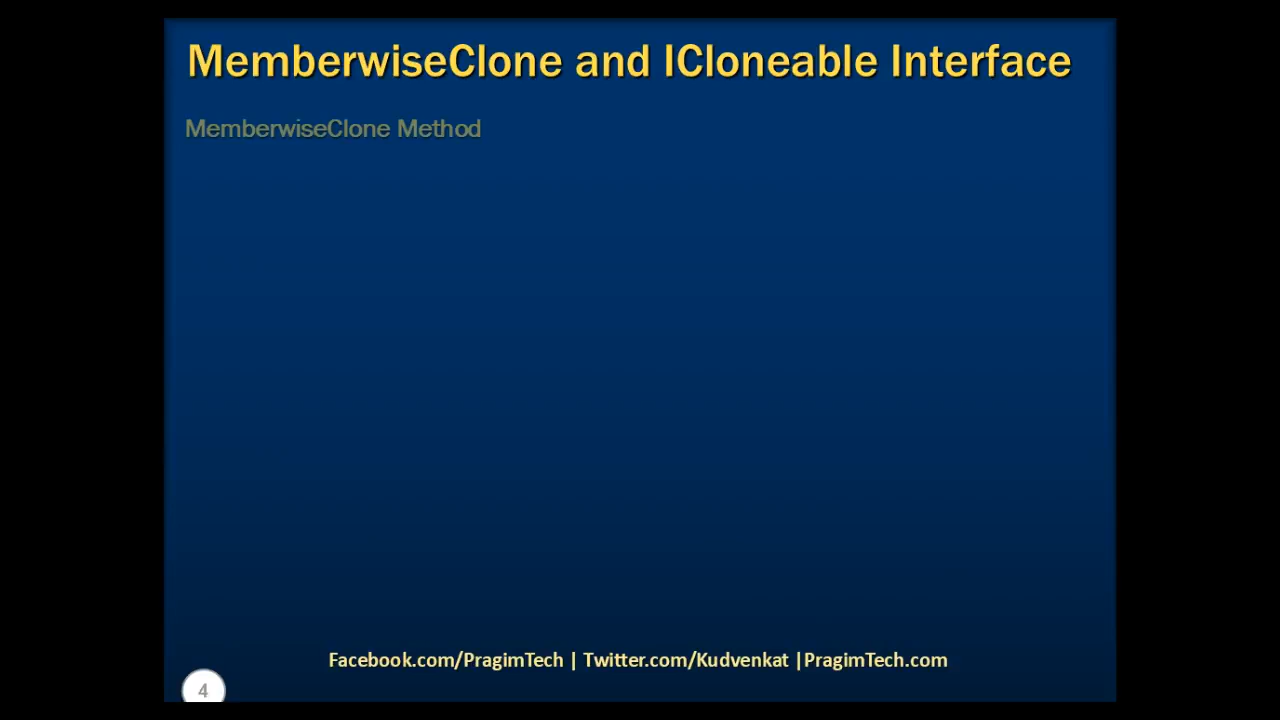 MemberwiseClone and ICloneable Interface
MemberwiseClone Method
Facebook.com/PragimTech | Twitter.com/Kudvenkat |PragimTech.com
4